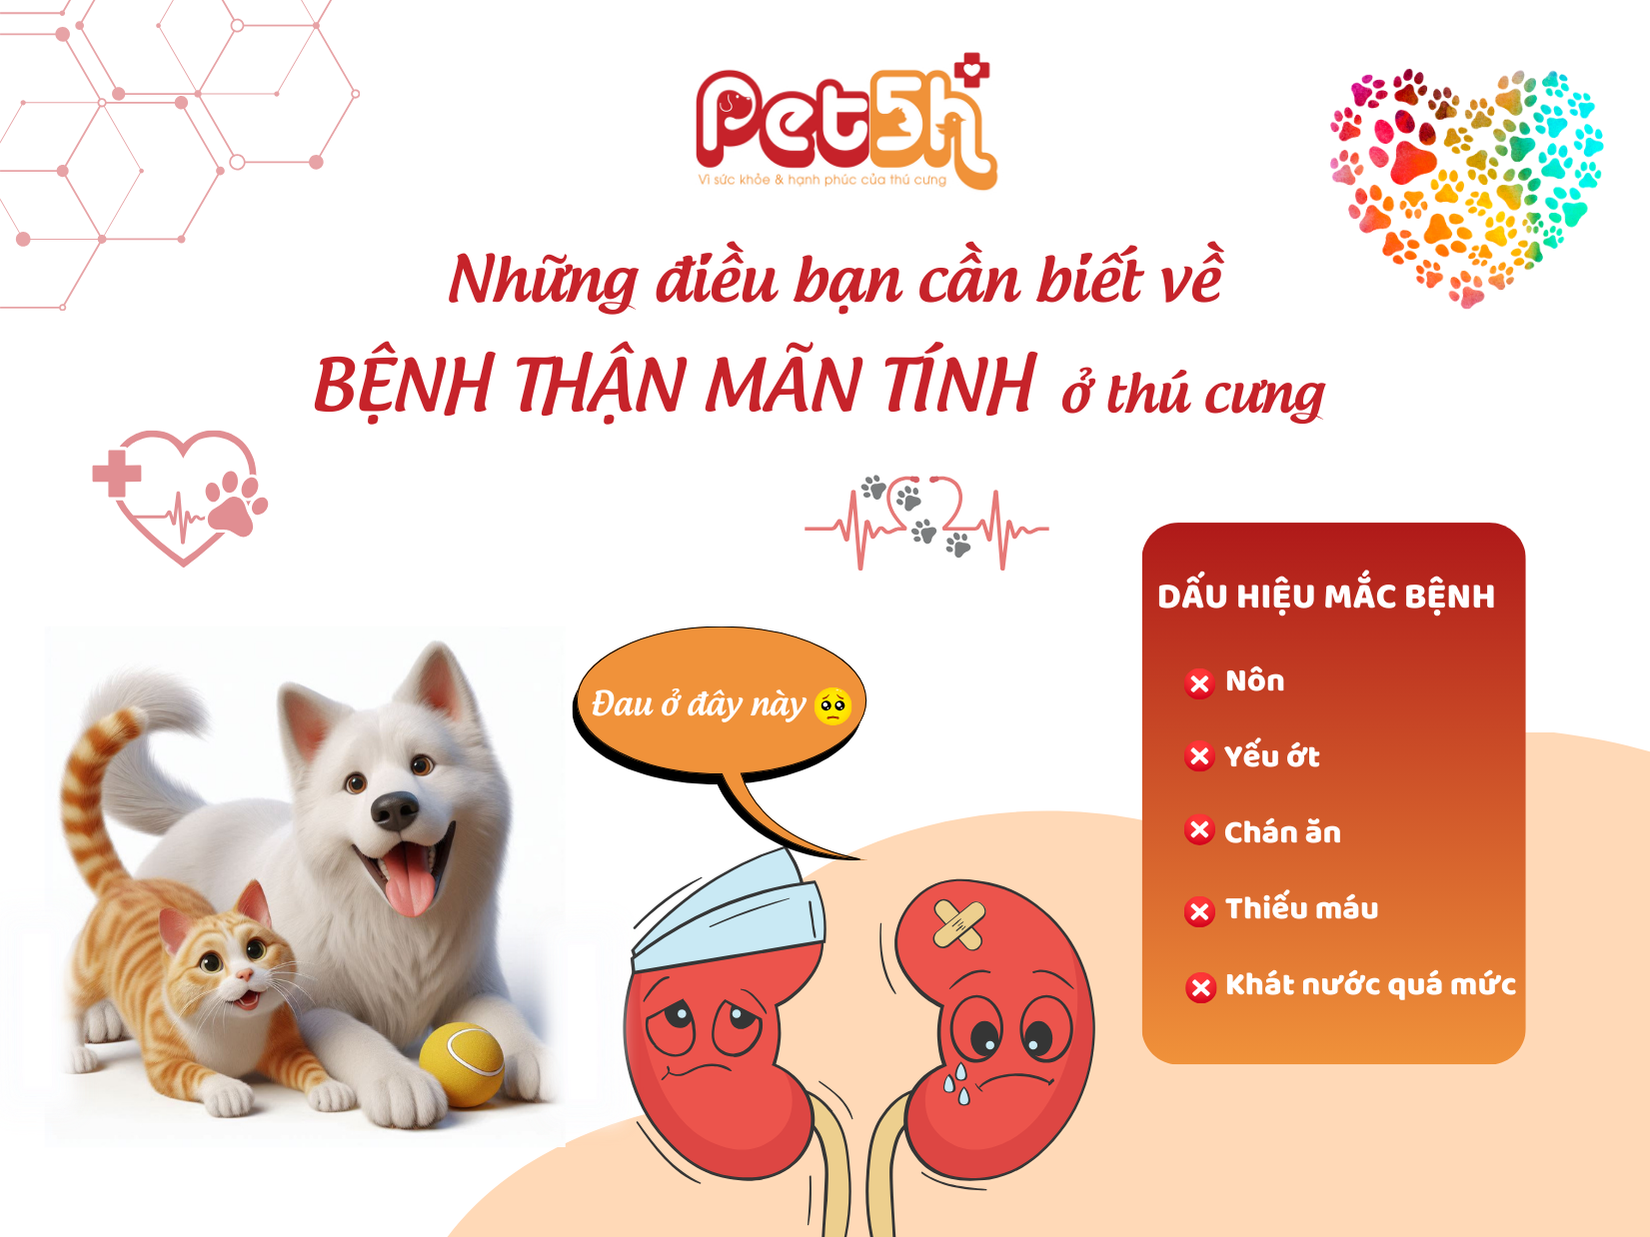 Pet5h
Vì sức khỏe & hạnh phúc của thú cưng
Những điều bạn cần biết về
BỆNH THẬN MÃN TÍNH ở thú cưng
Đau ở đây này 🥺
DẤU HIỆU MẮC BỆNH
Nôn
Yếu ớt
Chán ăn
Thiếu máu
Khát nước quá mức